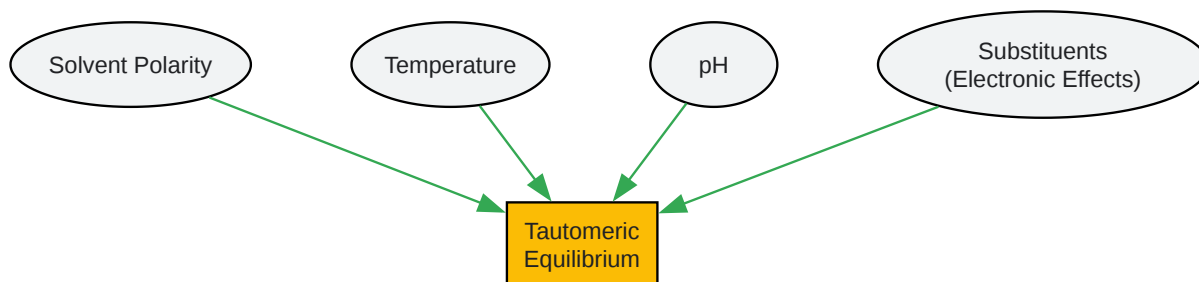 Solvent Polarity
Temperature
pH
Substituents
(Electronic Effects)
Tautomeric
Equilibrium